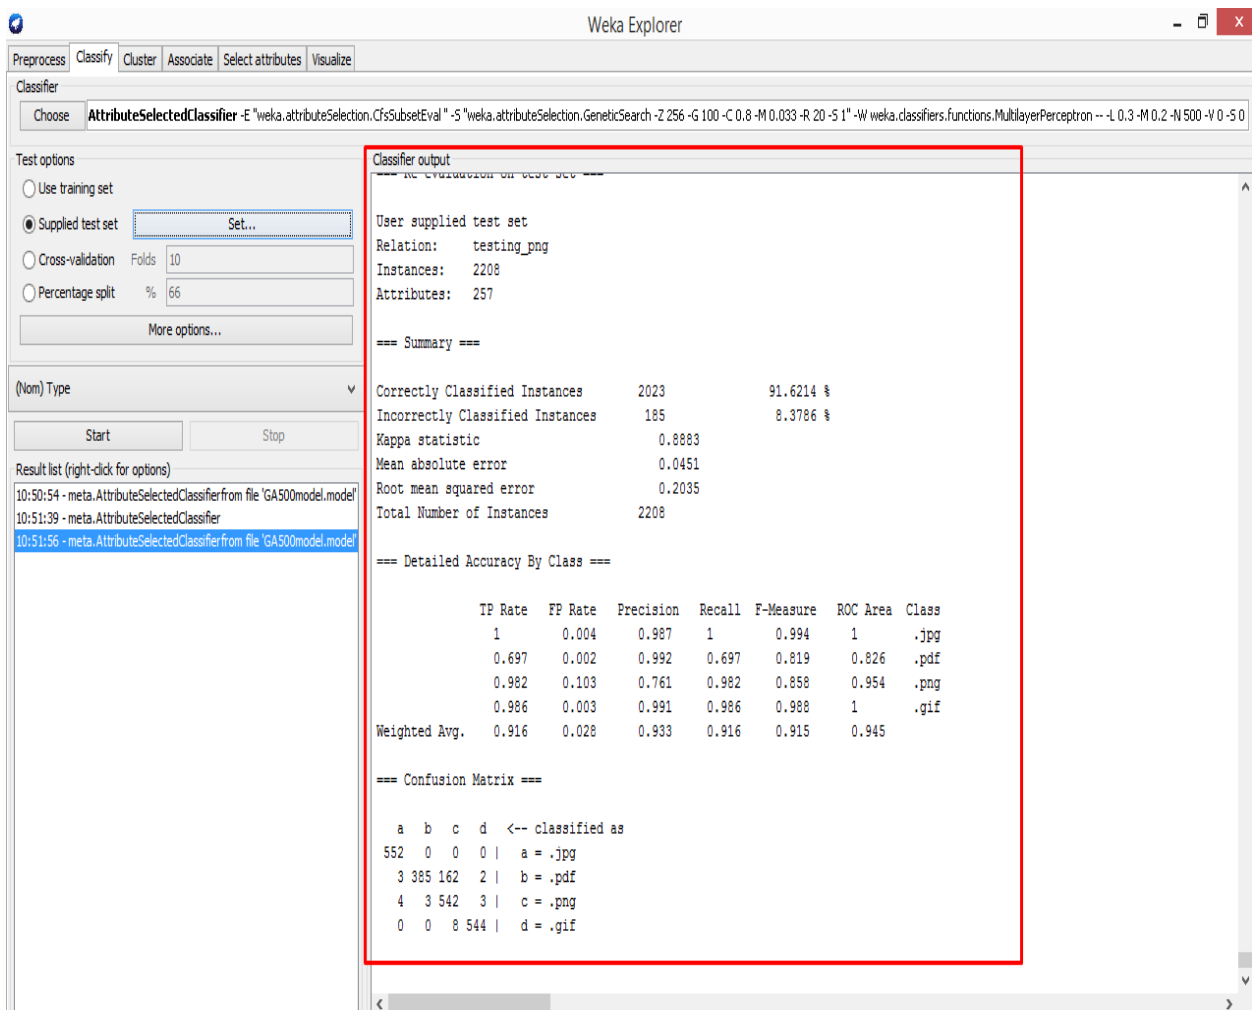 Weka Explorer
Preprocess Classify Cluster Associate Select attributes Visualize
Classifier
Choose AttributeSelectedClassifier -E "weka.attributeSelection.CfsSubsetEval " -S "weka.attributeSelection.GeneticSearch -Z 256 -G 100 -C 0.8 -M 0.033 -R 20 -S 1" -W weka.classifiers.functions.MultilayerPerceptron -- -L 0.3 -M 0.2 -N 500 -V 0 -S 0
Test options
Use training set
Supplied test set Set...
Cross-validation Folds 10
Percentage split % 66
More options...
(Nom) Type
Start Stop
Result list (right-click for options)
10:50:54 - meta.AttributeSelectedClassifierfrom file 'GA500model.model'
10:51:39 - meta.AttributeSelectedClassifier
10:51:56 - meta.AttributeSelectedClassifierfrom file 'GA500model.model'
Classifier output
=== Re-evaluation on test set ===
User supplied test set
Relation: testing_png
Instances: 2208
Attributes: 257
=== Summary ===
Correctly Classified Instances 2023 91.6214 %
Incorrectly Classified Instances 185 8.3786 %
Kappa statistic 0.8883
Mean absolute error 0.0451
Root mean squared error 0.2035
Total Number of Instances 2208
=== Detailed Accuracy By Class ===
TP Rate FP Rate Precision Recall F-Measure ROC Area Class
1 0.004 0.987 1 0.994 1 .jpg
0.697 0.002 0.992 0.697 0.819 0.826 .pdf
0.982 0.103 0.761 0.982 0.858 0.954 .png
0.986 0.003 0.991 0.986 0.988 1 .gif
Weighted Avg. 0.916 0.028 0.933 0.916 0.915 0.945
=== Confusion Matrix ===
a b c d <-- classified as
552 0 0 0 | a = .jpg
3 385 162 2 | b = .pdf
4 3 542 3 | c = .png
0 0 8 544 | d = .gif